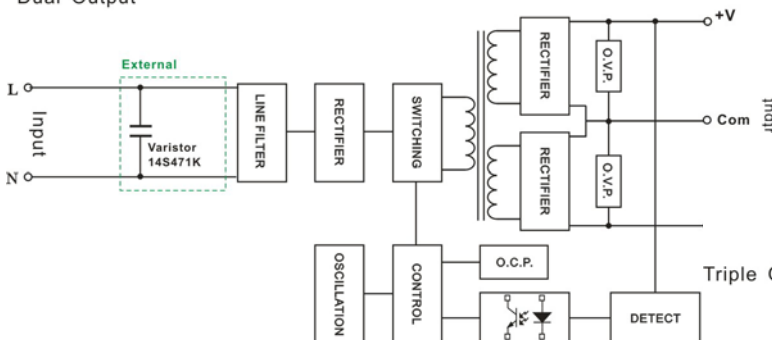 Dual Output
+V
External
RECTIFIER
O.V.P.
L
LINE FILTER
RECTIFIER
SWITCHING
Input
Varistor
14S471K
Com
N
RECTIFIER
O.V.P.
OSCILLATION
CONTROL
O.C.P.
Triple
DETECT